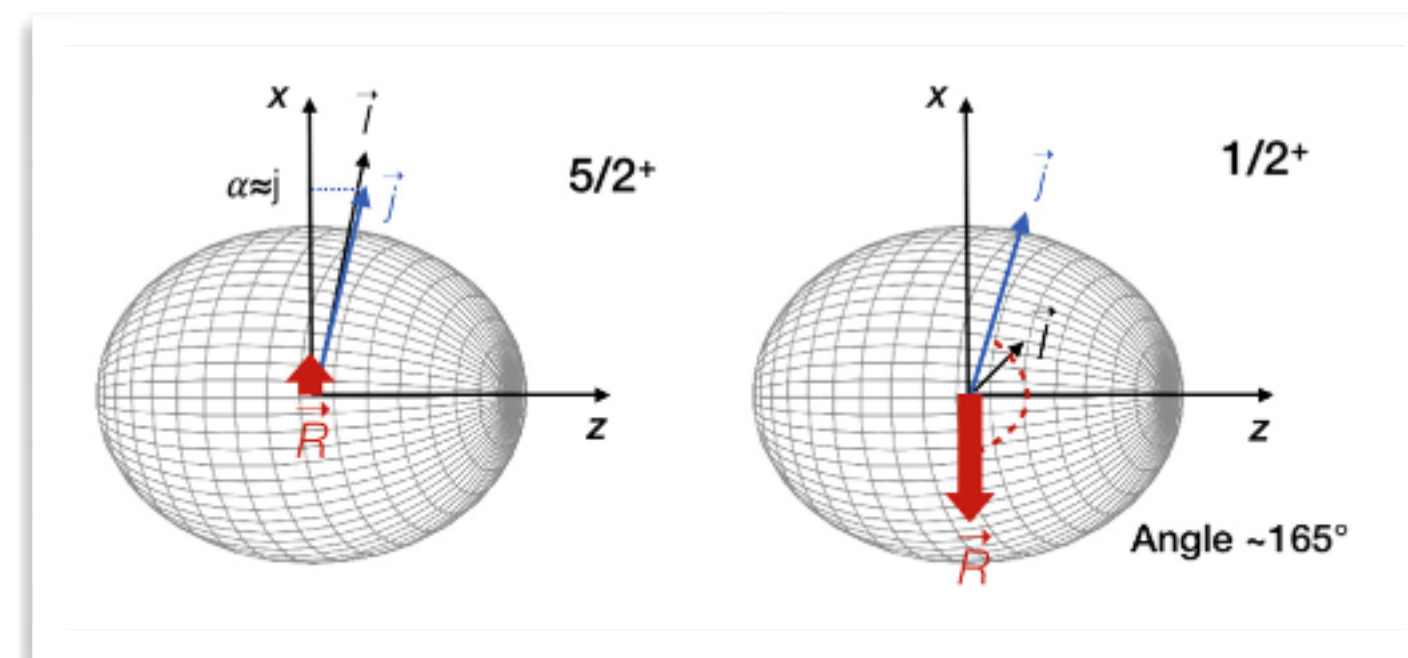 x
I⃗
5/2⁺
α≈j
j⃗
R⃗
z
x
1/2⁺
j⃗
I⃗
z
R⃗
Angle ~165°